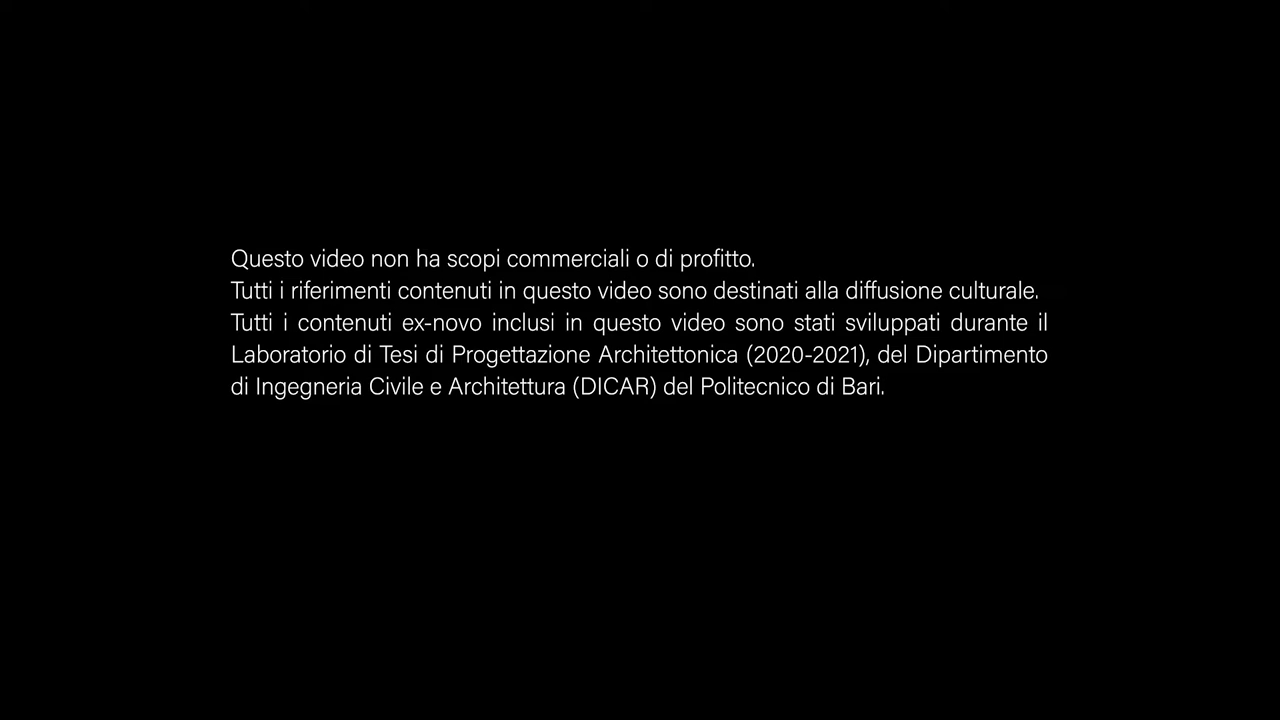 Questo video non ha scopi commerciali o di profitto.
Tutti i riferimenti contenuti in questo video sono destinati alla diffusione culturale.
Tutti i contenuti ex-novo inclusi in questo video sono stati sviluppati durante il
Laboratorio di Tesi di Progettazione Architettonica (2020-2021), del Dipartimento
di Ingegneria Civile e Architettura (DICAR) del Politecnico di Bari.